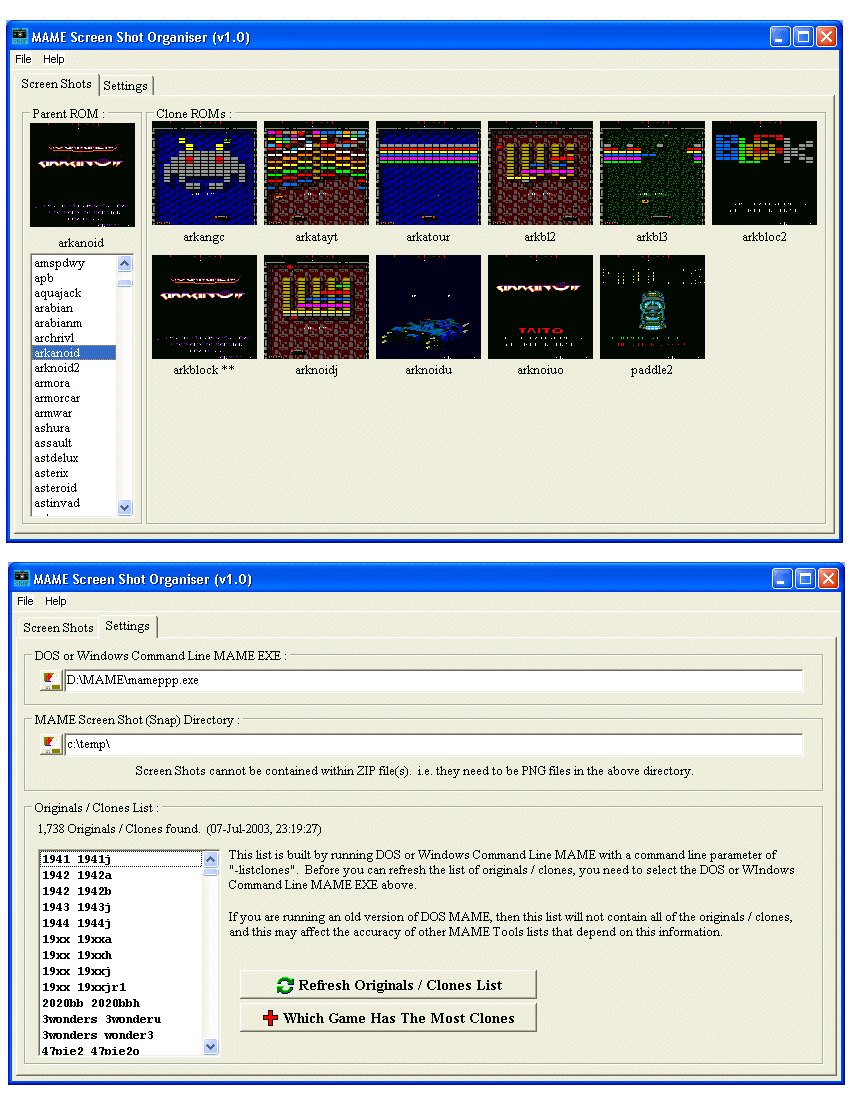 MAME Screen Shot Organiser (v1.0)
File Help
Screen Shots Settings
Parent ROM : Clone ROMs :
arkanoid
arkangc arkatayt arkatour arkbl2 arkbl3 arkbloc2
TAITO
arkblock ** arknoidj arknoidu arknoiuo paddle2
amspdwy
apb
aquajack
arabian
arabianm
archrivl
arkanoid
arknoid2
armora
armorcar
armwar
ashura
assault
astdelux
asterix
asteroid
astinvad
MAME Screen Shot Organiser (v1.0)
File Help
Screen Shots Settings
DOS or Windows Command Line MAME EXE :
D:\MAME\mameppp.exe
MAME Screen Shot (Snap) Directory :
c:\temp\
Screen Shots cannot be contained within ZIP file(s). i.e. they need to be PNG files in the above directory.
Originals / Clones List :
1,738 Originals / Clones found. (07-Jul-2003, 23:19:27)
1941 1941j
1942 1942a
1942 1942b
1943 1943j
1944 1944j
19xx 19xxa
19xx 19xxh
19xx 19xxj
19xx 19xxjr1
2020bb 2020bbh
3wonders 3wonderu
3wonders wonder3
47pie2 47pie2o
This list is built by running DOS or Windows Command Line MAME with a command line parameter of
"-listclones". Before you can refresh the list of originals / clones, you need to select the DOS or WIndows
Command Line MAME EXE above.
If you are running an old version of DOS MAME, then this list will not contain all of the originals / clones,
and this may affect the accuracy of other MAME Tools lists that depend on this information.
Refresh Originals / Clones List
Which Game Has The Most Clones